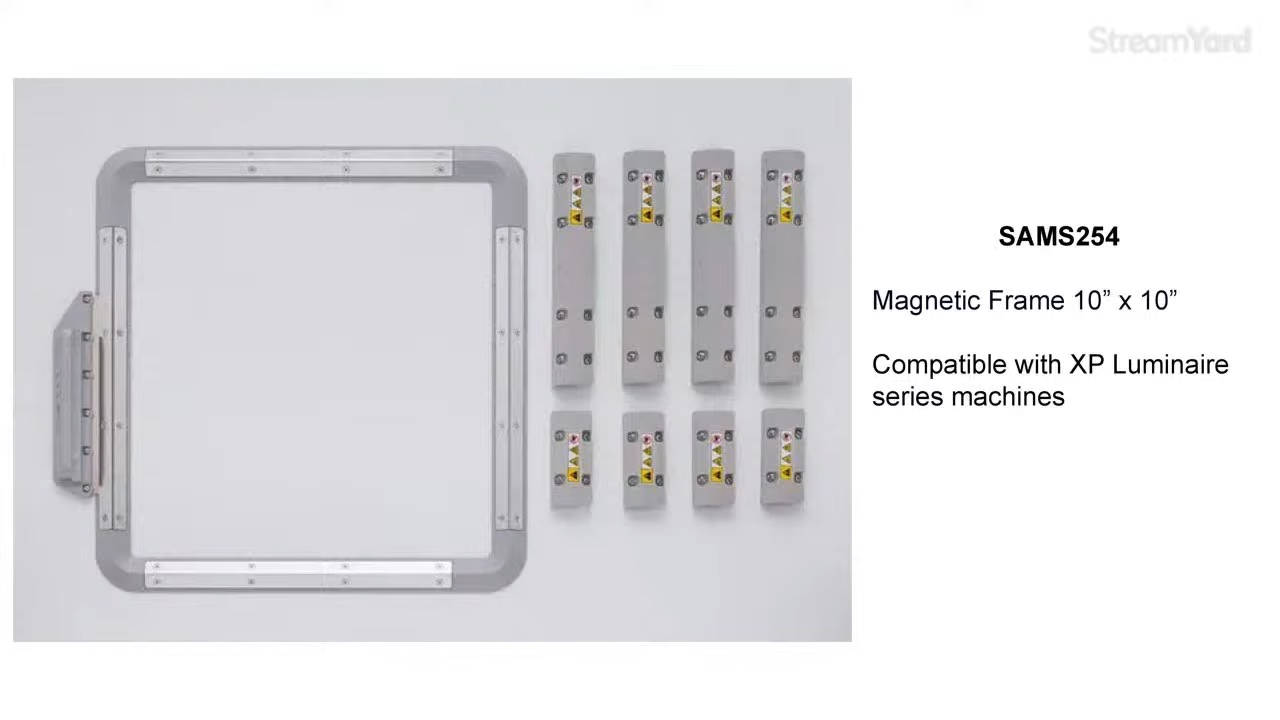 StreamYard
SAMS254
Magnetic Frame 10” x 10”
Compatible with XP Luminaire
series machines